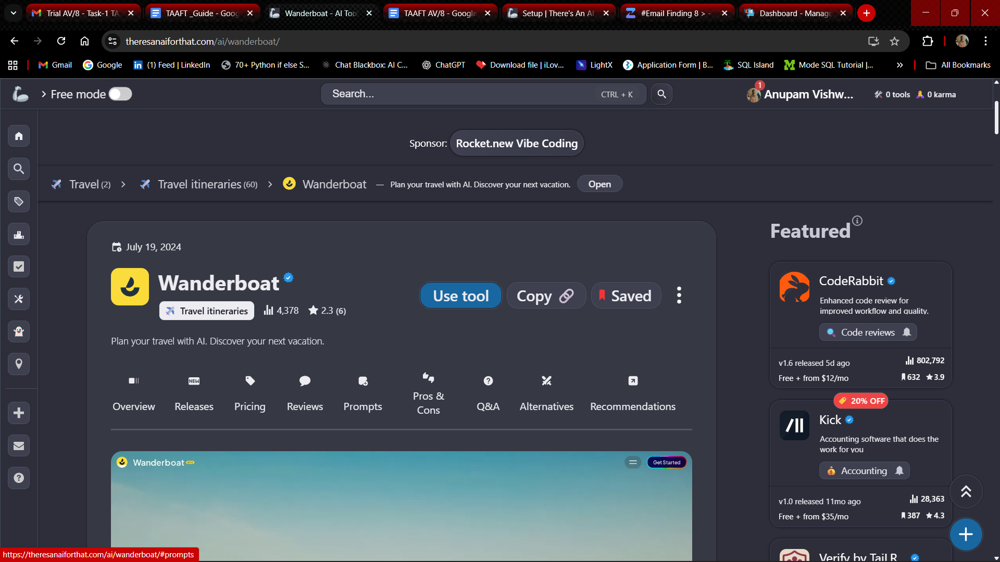 Trial AV/8 - Task-1 TA
TAAFT _Guide - Goog
Wanderboat - AI Too
TAAFT AV/8 - Google
Setup | There's An AI
#Email Finding 8 > -
Dashboard - Manage
theresanaiforthat.com/ai/wanderboat/
Gmail
Google
(1) Feed | LinkedIn
70+ Python if else S...
Chat Blackbox: AI C...
ChatGPT
Download file | iLov...
LightX
Application Form | B...
SQL Island
Mode SQL Tutorial |...
All Bookmarks
Free mode
Search...
CTRL + K
1
Anupam Vishw...
0 tools
0 karma
Sponsor:
Rocket.new Vibe Coding
Travel (2)
Travel itineraries (60)
Wanderboat
— Plan your travel with AI. Discover your next vacation.
Open
July 19, 2024
Wanderboat
Travel itineraries
4,378
2.3 (6)
Use tool
Copy
Saved
Plan your travel with AI. Discover your next vacation.
Overview
NEW
Releases
Pricing
Reviews
Prompts
Pros &
Cons
Q&A
Alternatives
Recommendations
Wanderboat BETA
Get Started
Featured
CodeRabbit
Enhanced code review for
improved workflow and quality.
Code reviews
v1.6 released 5d ago
802,792
Free + from $12/mo
632
3.9
20% OFF
Kick
Accounting software that does the
work for you
Accounting
v1.0 released 11mo ago
28,363
Free + from $35/mo
387
4.3
Verify by TailR
https://theresanaiforthat.com/ai/wanderboat/#prompts